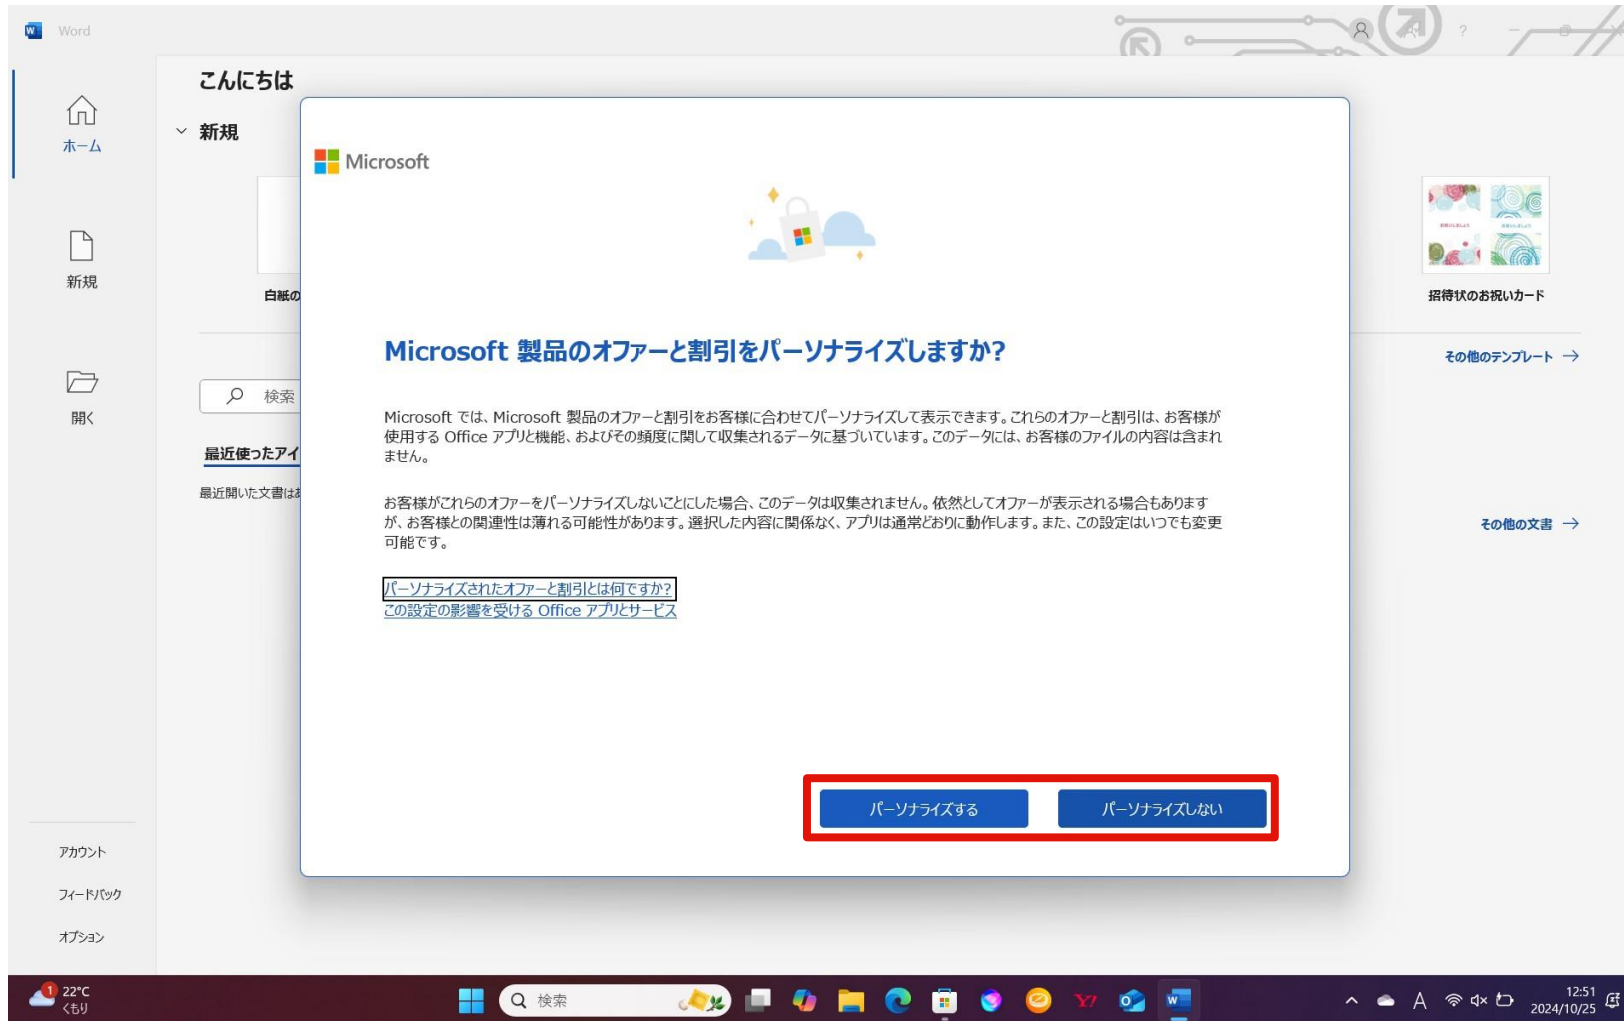 Word
?
こんにちは
ホーム
新規
Microsoft
新規
白紙の
招待状のお祝いカード
Microsoft 製品のオファーと割引をパーソナライズしますか?
その他のテンプレート →
開く
検索
Microsoft では、Microsoft 製品のオファーと割引をお客様に合わせてパーソナライズして表示できます。これらのオファーと割引は、お客様が
使用する Office アプリと機能、およびその頻度に関して収集されるデータに基づいています。このデータには、お客様のファイルの内容は含まれ
ません。
最近使ったアイ
最近開いた文書はあ
お客様がこれらのオファーをパーソナライズしないことにした場合、このデータは収集されません。依然としてオファーが表示される場合もあります
が、お客様との関連性は薄れる可能性があります。選択した内容に関係なく、アプリは通常どおりに動作します。また、この設定はいつでも変更
可能です。
その他の文書 →
パーソナライズされたオファーと割引とは何ですか?
この設定の影響を受ける Office アプリとサービス
パーソナライズする
パーソナライズしない
アカウント
フィードバック
オプション
1
22°C
くもり
検索
A
12:51
2024/10/25